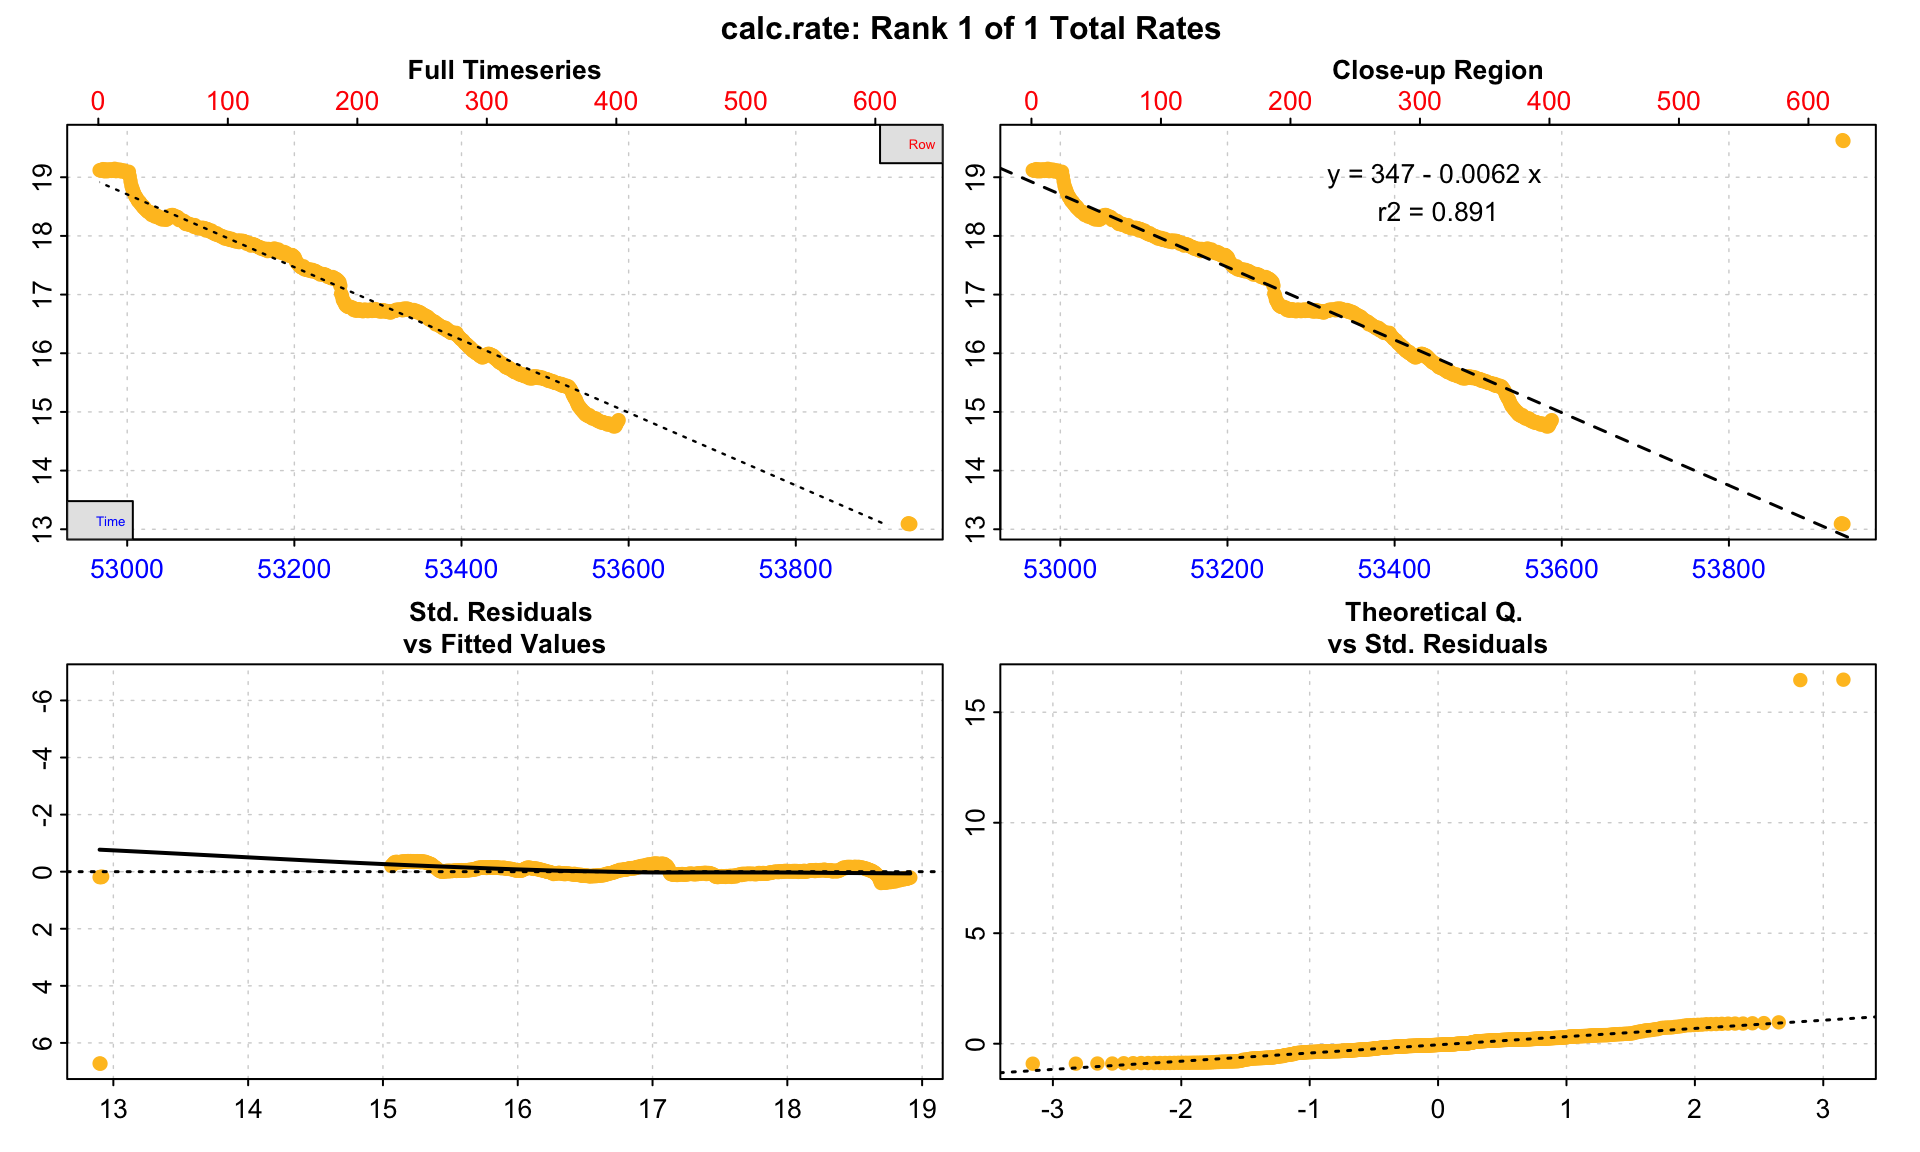 calc.rate: Rank 1 of 1 Total Rates
Full Timeseries
0 100 200 300 400 500 600
Row
19
18
17
16
15
14
13
Time
53000 53200 53400 53600 53800
Close-up Region
0 100 200 300 400 500 600
y = 347 - 0.0062 x
r2 = 0.891
19
18
17
16
15
14
13
53000 53200 53400 53600 53800
Std. Residuals
vs Fitted Values
-6
-4
-2
0
2
4
6
13 14 15 16 17 18 19
Theoretical Q.
vs Std. Residuals
15
10
5
0
-3 -2 -1 0 1 2 3